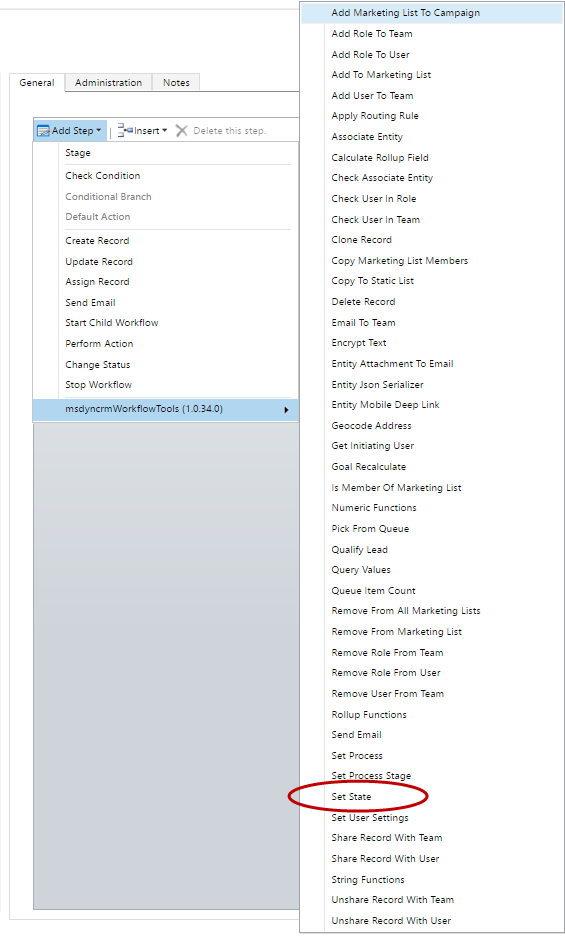 General
Administration
Notes
Add Step
Insert
Delete this step.
Stage
Check Condition
Conditional Branch
Default Action
Create Record
Update Record
Assign Record
Send Email
Start Child Workflow
Perform Action
Change Status
Stop Workflow
msdyncrmWorkflowTools (1.0.34.0)
Add Marketing List To Campaign
Add Role To Team
Add Role To User
Add To Marketing List
Add User To Team
Apply Routing Rule
Associate Entity
Calculate Rollup Field
Check Associate Entity
Check User In Role
Check User In Team
Clone Record
Copy Marketing List Members
Copy To Static List
Delete Record
Email To Team
Encrypt Text
Entity Attachment To Email
Entity Json Serializer
Entity Mobile Deep Link
Geocode Address
Get Initiating User
Goal Recalculate
Is Member Of Marketing List
Numeric Functions
Pick From Queue
Qualify Lead
Query Values
Queue Item Count
Remove From All Marketing Lists
Remove From Marketing List
Remove Role From Team
Remove Role From User
Remove User From Team
Rollup Functions
Send Email
Set Process
Set Process Stage
Set State
Set User Settings
Share Record With Team
Share Record With User
String Functions
Unshare Record With Team
Unshare Record With User